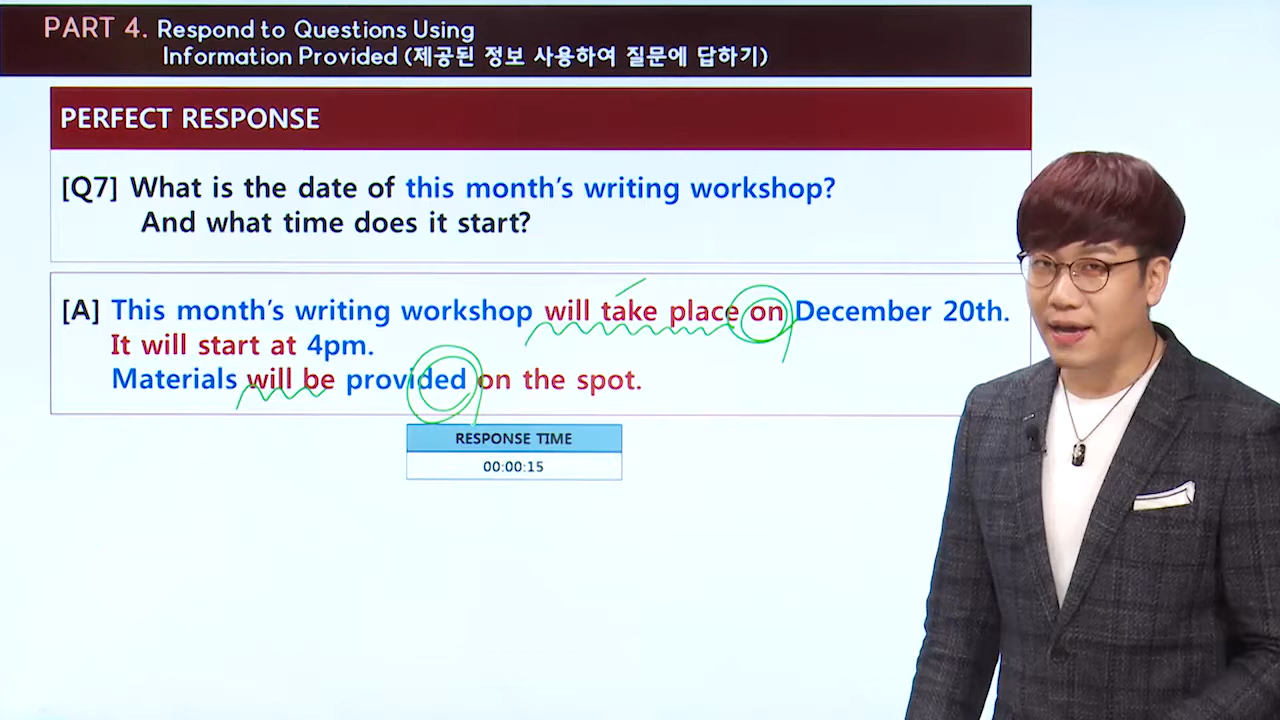 PART 4. Respond to Questions Using
Information Provided (제공된 정보 사용하여 질문에 답하기)
PERFECT RESPONSE
[Q7] What is the date of this month's writing workshop?
And what time does it start?
[A] This month's writing workshop will take place on December 20th.
It will start at 4pm.
Materials will be provided on the spot.
RESPONSE TIME
00:00:15